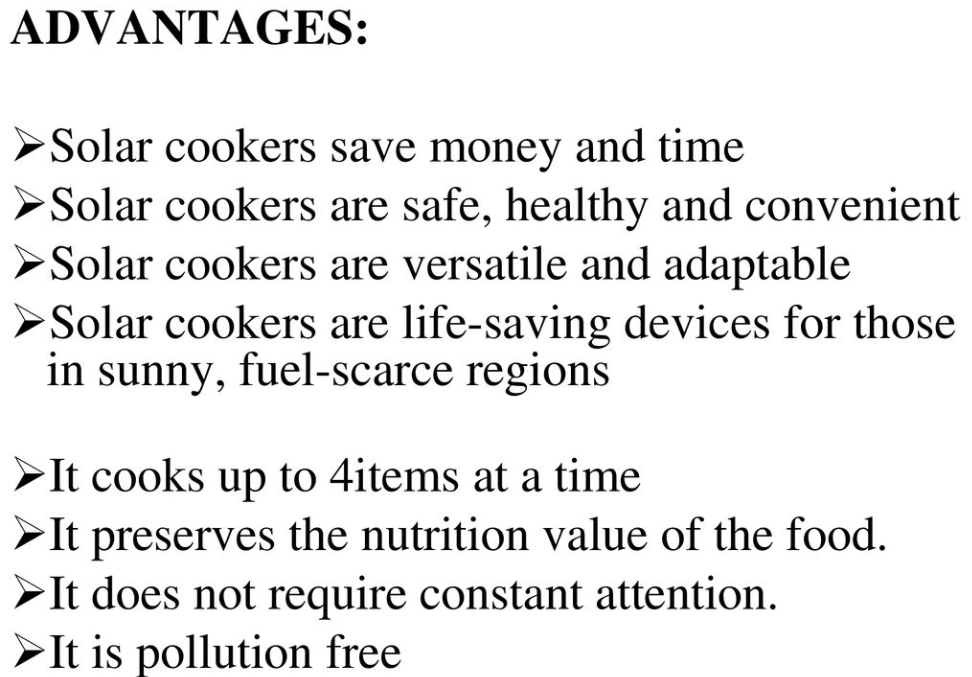 ADVANTAGES:
➢Solar cookers save money and time
➢Solar cookers are safe, healthy and convenient
➢Solar cookers are versatile and adaptable
➢Solar cookers are life-saving devices for those
in sunny, fuel-scarce regions
➢It cooks up to 4items at a time
➢It preserves the nutrition value of the food.
➢It does not require constant attention.
➢It is pollution free